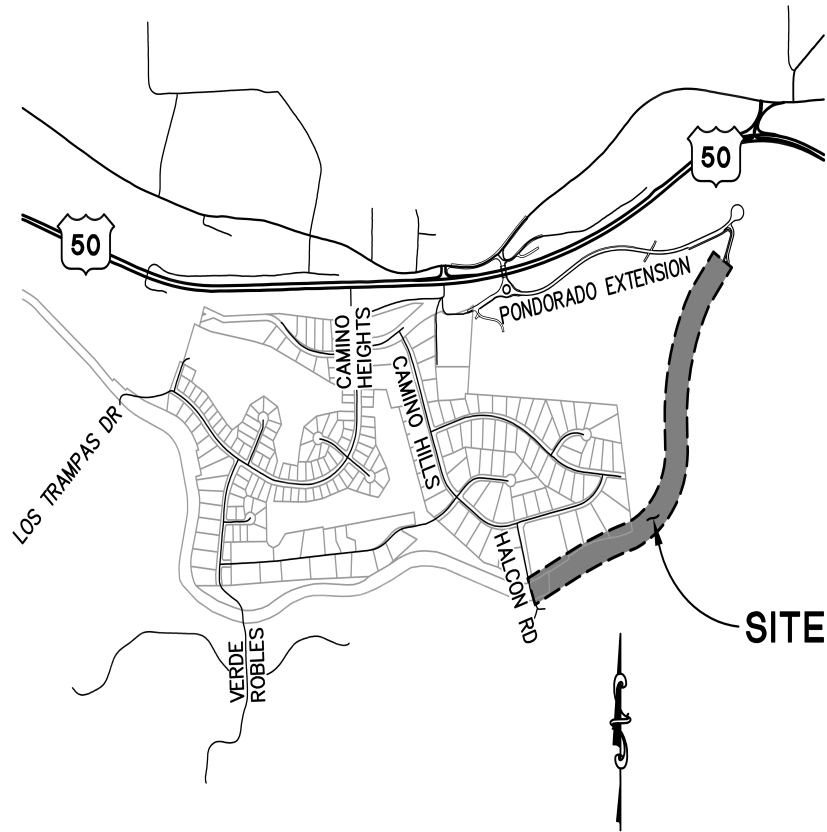 50
50
PONDORADO EXTENSION
CAMINO
HEIGHTS
CAMINO HILLS
LOS TRAMPAS DR
HALCON RD
SITE
VERDE
ROBLES